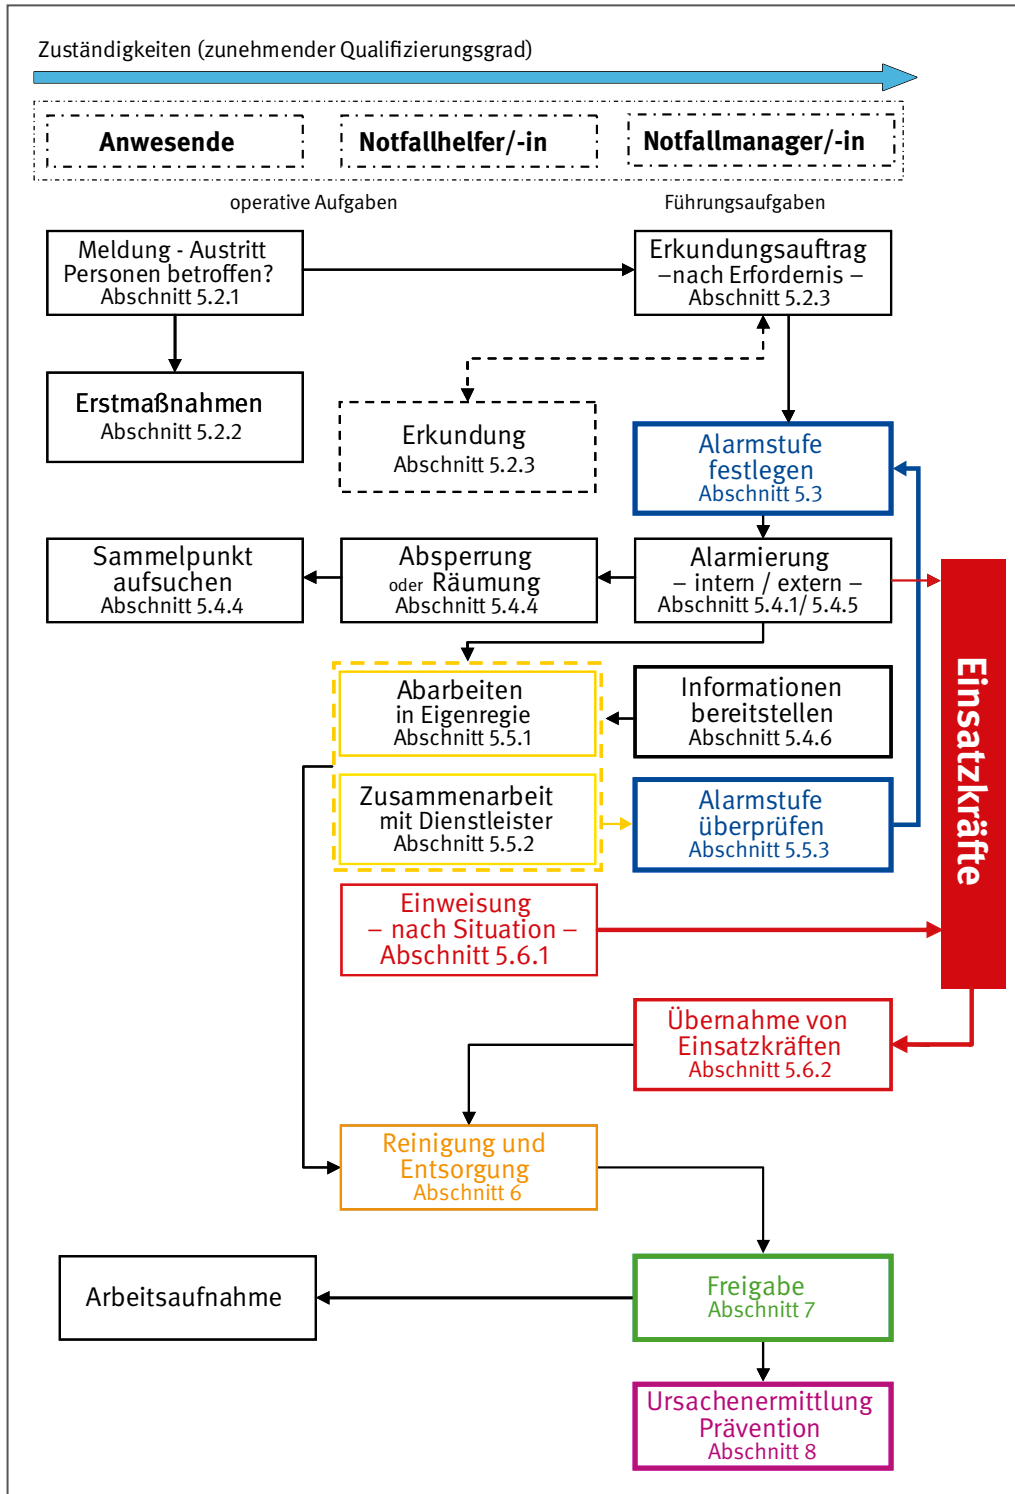 Zuständigkeiten (zunehmender Qualifizierungsgrad)
Anwesende
Notfallhelfer/-in
Notfallmanager/-in
operative Aufgaben
Führungsaufgaben
Meldung - Austritt
Personen betroffen?
Abschnitt 5.2.1
Erkundungsauftrag
–nach Erfordernis –
Abschnitt 5.2.3
Erstmaßnahmen
Abschnitt 5.2.2
Erkundung
Abschnitt 5.2.3
Alarmstufe
festlegen
Abschnitt 5.3
Sammelpunkt
aufsuchen
Abschnitt 5.4.4
Absperrung
oder Räumung
Abschnitt 5.4.4
Alarmierung
– intern / extern –
Abschnitt 5.4.1/ 5.4.5
Einsatzkräfte
Abarbeiten
in Eigenregie
Abschnitt 5.5.1
Informationen
bereitstellen
Abschnitt 5.4.6
Zusammenarbeit
mit Dienstleister
Abschnitt 5.5.2
Alarmstufe
überprüfen
Abschnitt 5.5.3
Einweisung
– nach Situation –
Abschnitt 5.6.1
Übernahme von
Einsatzkräften
Abschnitt 5.6.2
Reinigung und
Entsorgung
Abschnitt 6
Arbeitsaufnahme
Freigabe
Abschnitt 7
Ursachenermittlung
Prävention
Abschnitt 8